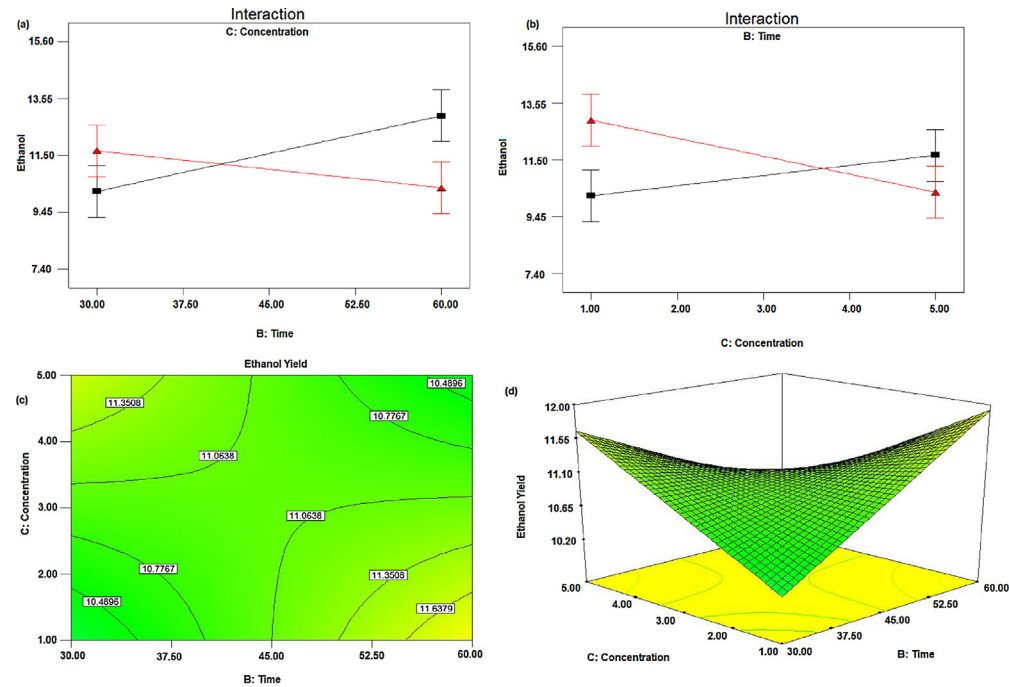 (a)
Interaction
C: Concentration
15.60
13.55
11.50
9.45
7.40
Ethanol
30.00 37.50 45.00 52.50 60.00
B: Time
(b)
Interaction
B: Time
15.60
13.55
11.50
9.45
7.40
Ethanol
1.00 2.00 3.00 4.00 5.00
C: Concentration
Ethanol Yield
(c)
5.00
4.00
3.00
2.00
1.00
C: Concentration
11.3508
10.4896
10.7767
11.0638
11.0638
10.7767
11.3508
10.4896
11.6379
30.00 37.50 45.00 52.50 60.00
B: Time
(d)
12.00
11.55
11.10
10.55
10.20
Ethanol Yield
5.00
4.00
3.00
2.00
1.00
C: Concentration
30.00
37.50
45.00
52.50
60.00
B: Time